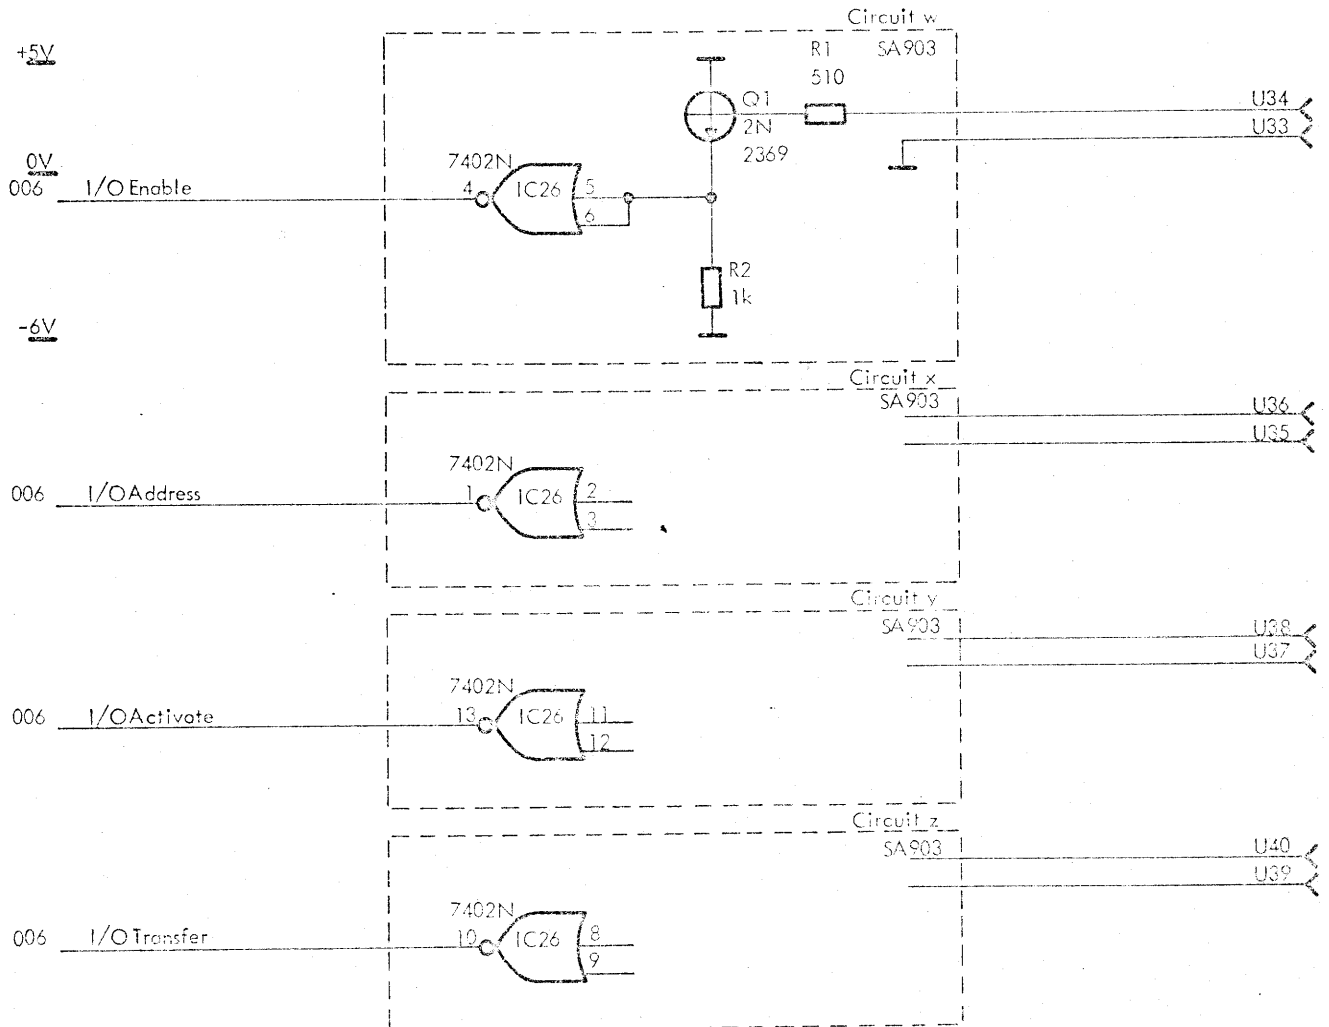 Circuit w
+5V
R1
SA903
510
Q1
U34
2N
U33
2369
0V
7402N
006
I/O Enable
4
IC26
5
6
R2
1k
-6V
Circuit x
SA903
U36
U35
7402N
006
I/O Address
1
IC26
2
3
Circuit y
SA903
U38
U37
7402N
006
I/O Activate
13
IC26
11
12
Circuit z
SA903
U40
U39
7402N
006
I/O Transfer
10
IC26
8
9